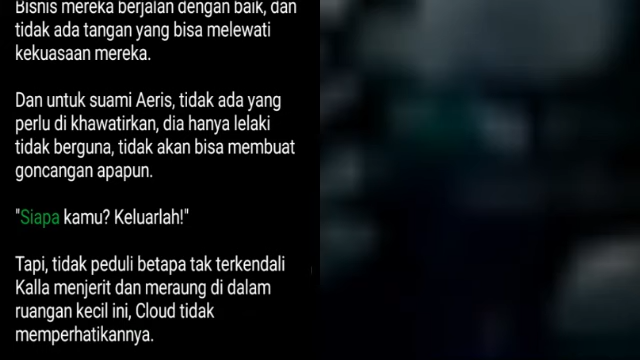 Bisnis mereka berjalan dengan baik, dan
tidak ada tangan yang bisa melewati
kekuasaan mereka.
Dan untuk suami Aeris, tidak ada yang
perlu di khawatirkan, dia hanya lelaki
tidak berguna, tidak akan bisa membuat
goncangan apapun.
"Siapa kamu? Keluarlah!"
Tapi, tidak peduli betapa tak terkendali
Kalla menjerit dan meraung di dalam
ruangan kecil ini, Cloud tidak
memperhatikannya.